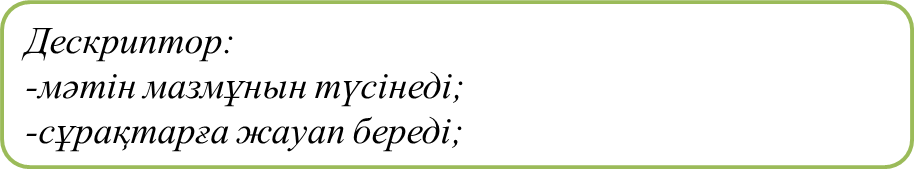 Дескриптор:
-мәтін мазмұнын түсінеді;
-сұрақтарға жауап береді;